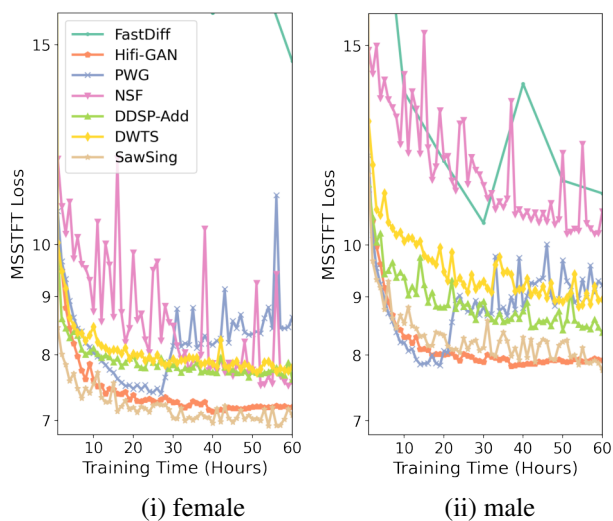 FastDiff
Hifi-GAN
PWG
NSF
DDSP-Add
DWTS
SawSing
MSSTFT Loss
15
10
9
8
7
10 20 30 40 50 60
Training Time (Hours)
(i) female
MSSTFT Loss
15
10
9
8
7
10 20 30 40 50 60
Training Time (Hours)
(ii) male